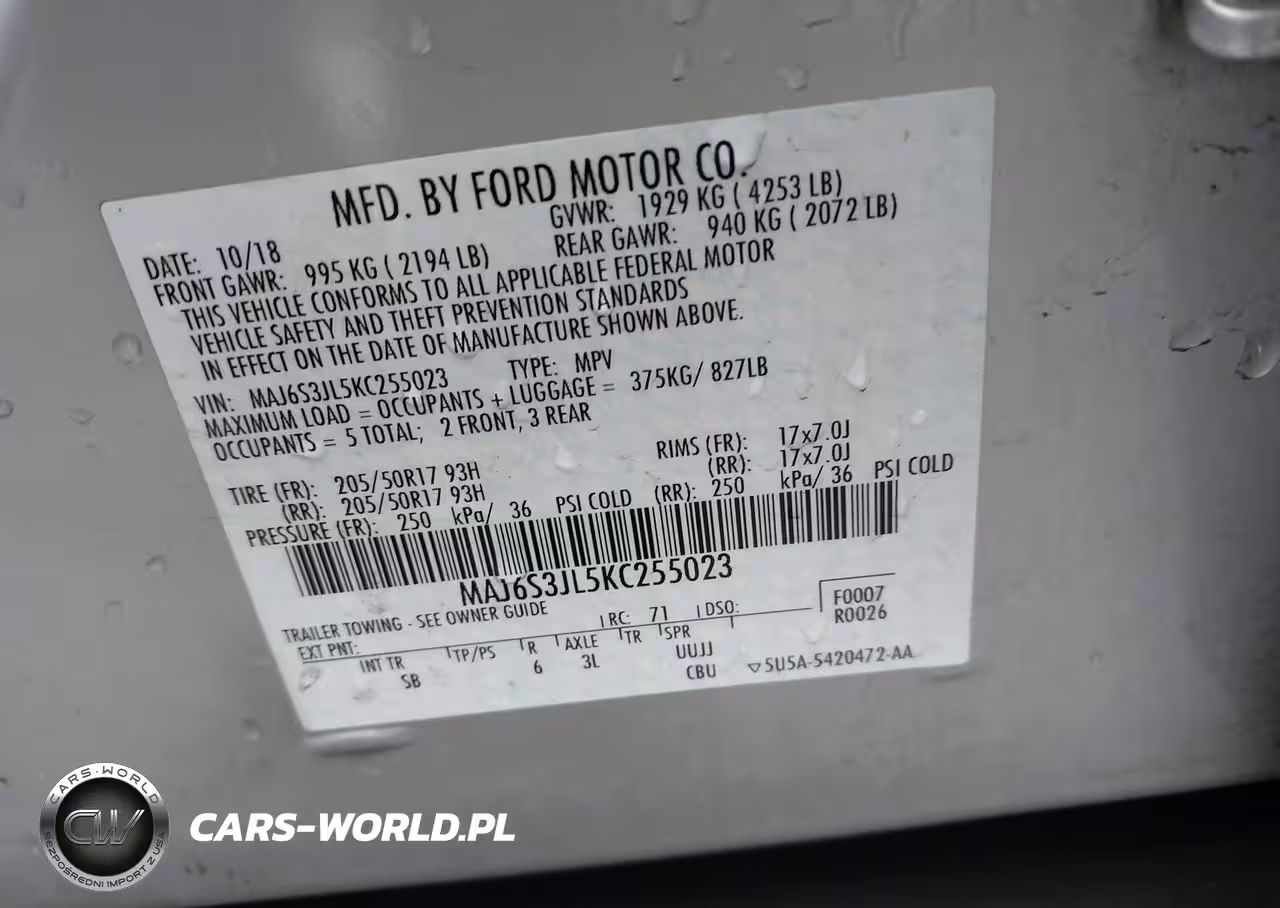 MFD. BY FORD MOTOR CO.
DATE: 10/18 GVWR: 1929 KG ( 4253 LB)
FRONT GAWR: 995 KG ( 2194 LB) REAR GAWR: 940 KG ( 2072 LB)
THIS VEHICLE CONFORMS TO ALL APPLICABLE FEDERAL MOTOR
VEHICLE SAFETY AND THEFT PREVENTION STANDARDS
IN EFFECT ON THE DATE OF MANUFACTURE SHOWN ABOVE.
VIN: MAJ6S3JL5KC255023 TYPE: MPV
MAXIMUM LOAD = OCCUPANTS + LUGGAGE = 375KG/ 827LB
OCCUPANTS = 5 TOTAL; 2 FRONT, 3 REAR
TIRE (FR): 205/50R17 93H RIMS (FR): 17x7.0J
(RR): 205/50R17 93H (RR): 17x7.0J
PRESSURE (FR): 250 kPa/ 36 PSI COLD (RR): 250 kPa/ 36 PSI COLD
MAJ6S3JL5KC255023
TRAILER TOWING - SEE OWNER GUIDE
EXT PNT: RC: 71 DSO: F0007
R0026
INT TR TP/PS R AXLE TR SPR
SB 6 3L UUJJ
CBU
5U5A-5420472-AA
CARS-WORLD
CW
BEZPOŚREDNI IMPORT Z USA
CARS-WORLD.PL